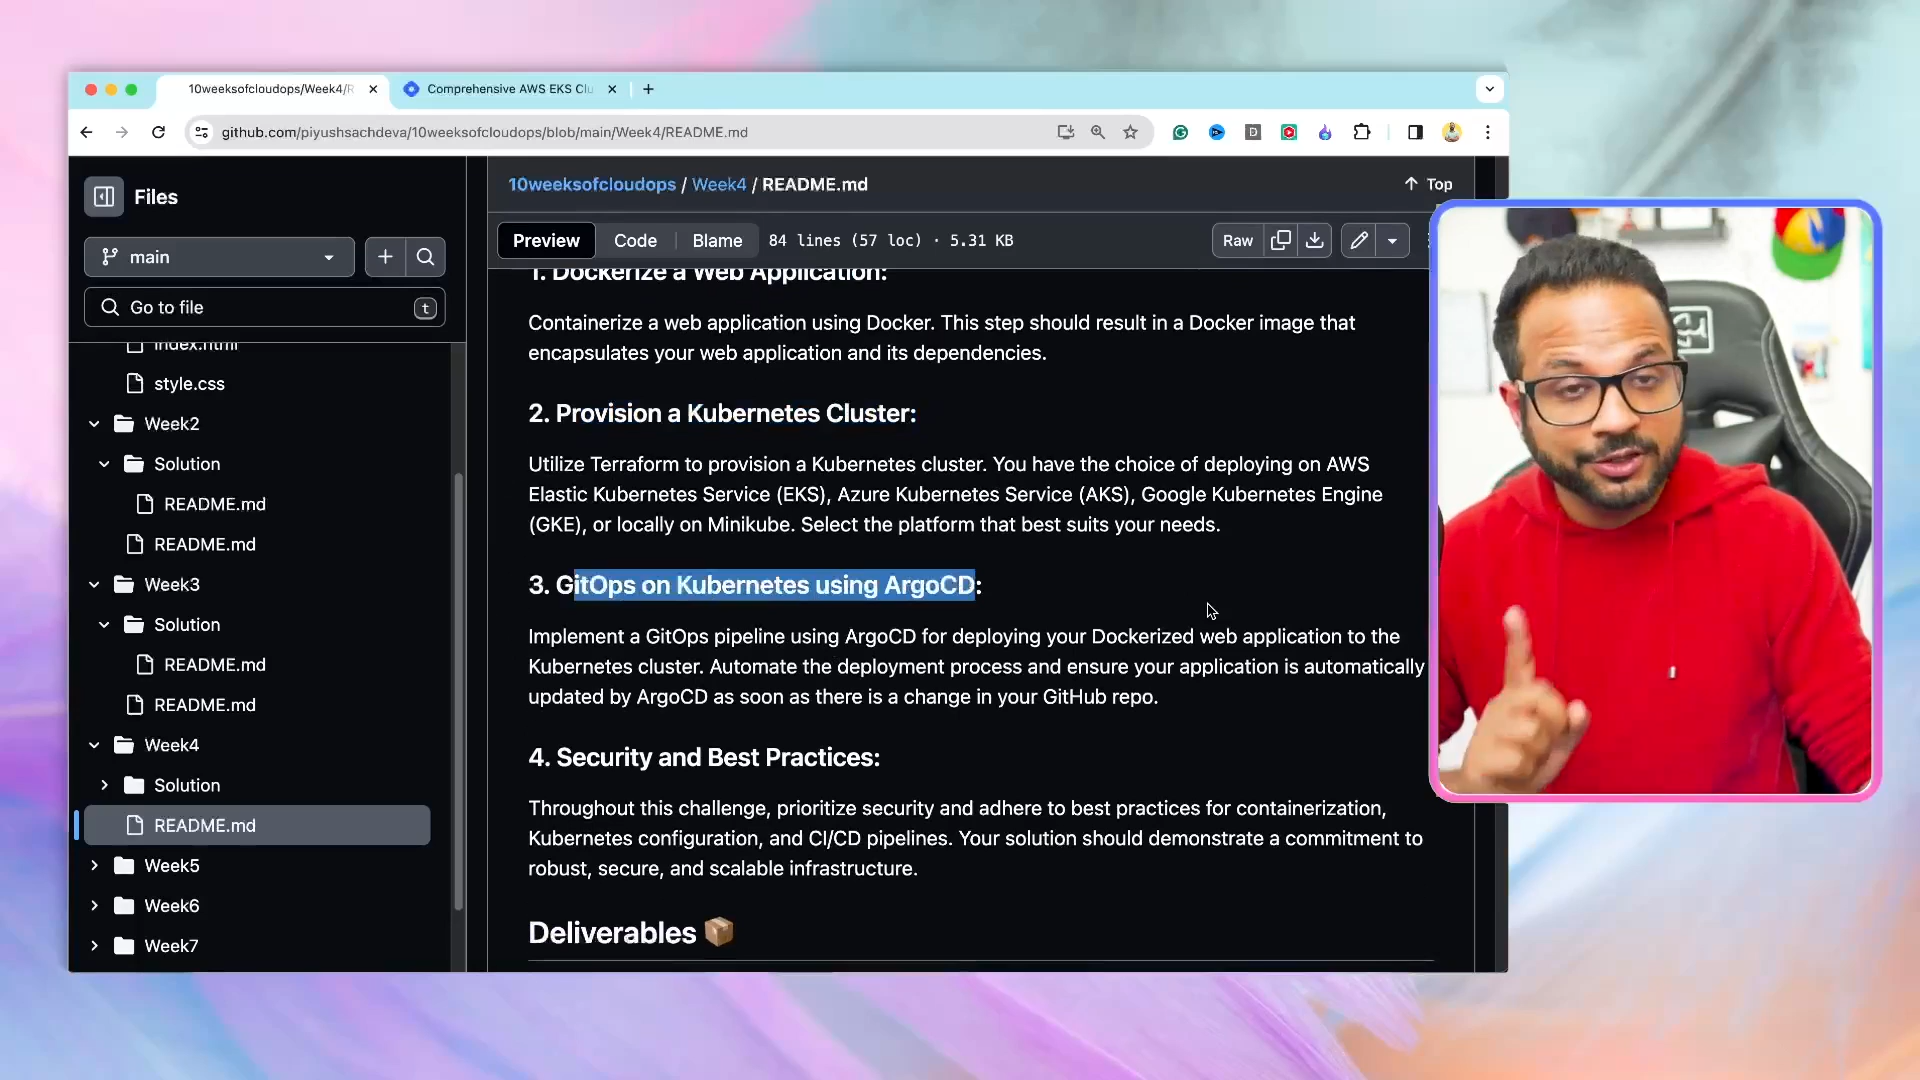 10weeksofcloudops/Week4/R
Comprehensive AWS EKS Clu
github.com/piyushsachdeva/10weeksofcloudops/blob/main/Week4/README.md
Files
main
Go to file
t
index.html
style.css
Week2
Solution
README.md
README.md
Week3
Solution
README.md
README.md
Week4
Solution
README.md
Week5
Week6
Week7
10weeksofcloudops / Week4 / README.md
Top
Preview
Code
Blame
84 lines (57 loc) · 5.31 KB
Raw
1. Dockerize a Web Application:
Containerize a web application using Docker. This step should result in a Docker image that
encapsulates your web application and its dependencies.
2. Provision a Kubernetes Cluster:
Utilize Terraform to provision a Kubernetes cluster. You have the choice of deploying on AWS
Elastic Kubernetes Service (EKS), Azure Kubernetes Service (AKS), Google Kubernetes Engine
(GKE), or locally on Minikube. Select the platform that best suits your needs.
3. GitOps on Kubernetes using ArgoCD:
Implement a GitOps pipeline using ArgoCD for deploying your Dockerized web application to the
Kubernetes cluster. Automate the deployment process and ensure your application is automatically
updated by ArgoCD as soon as there is a change in your GitHub repo.
4. Security and Best Practices:
Throughout this challenge, prioritize security and adhere to best practices for containerization,
Kubernetes configuration, and CI/CD pipelines. Your solution should demonstrate a commitment to
robust, secure, and scalable infrastructure.
Deliverables 📦